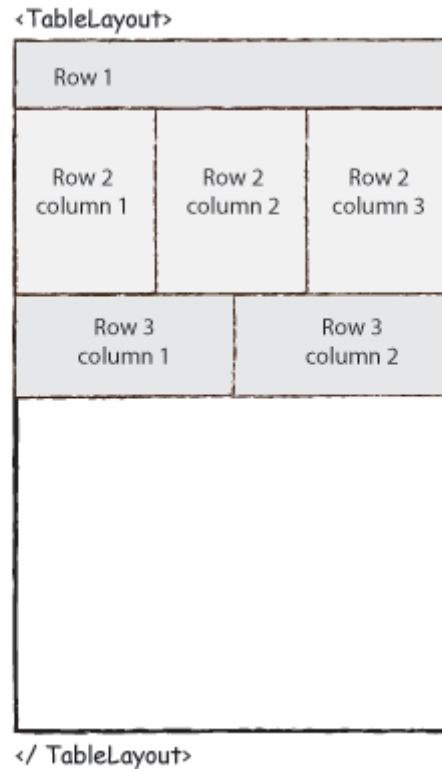 <TableLayout>
Row 1
Row 2
column 1
Row 2
column 2
Row 2
column 3
Row 3
column 1
Row 3
column 2
</ TableLayout>